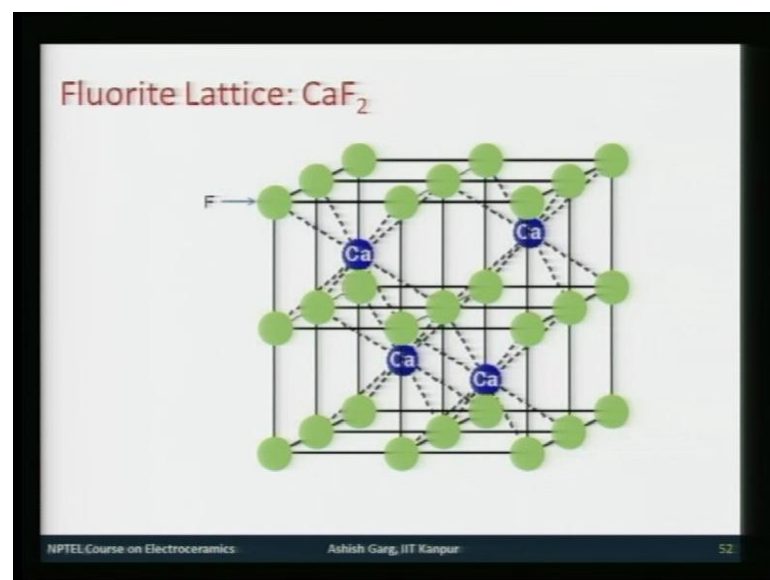 Fluorite Lattice: CaF₂
F
Ca
Ca
Ca
Ca
NPTEL Course on Electroceramics Ashish Garg, IIT Kanpur 52